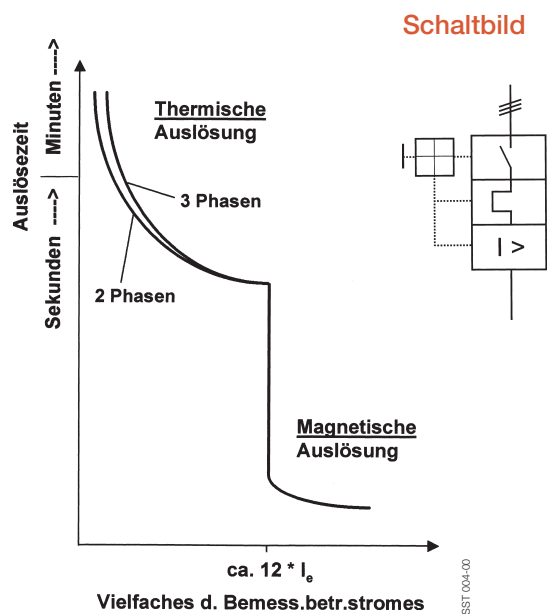 Schaltbild
Auslösezeit
Minuten ---->
Sekunden ---->
Thermische
Auslösung
3 Phasen
2 Phasen
I >
Magnetische
Auslösung
ca. 12 * Ie
Vielfaches d. Bemess.betr.stromes
SST 004-00